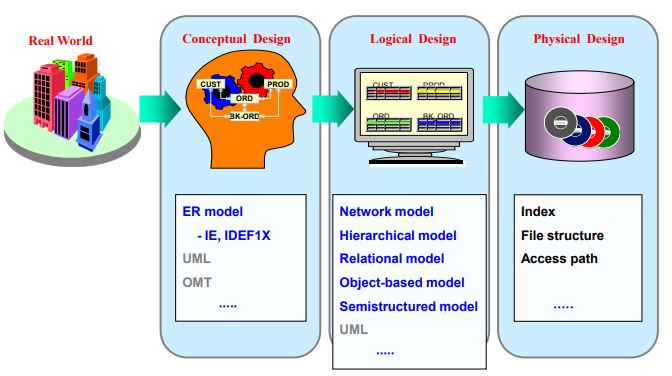 Real World
Conceptual Design
Logical Design
Physical Design
CUST
PROD
ORD
BK-ORD
CUST
PROD
ORD
BK_ORD
ER model
- IE, IDEF1X
UML
OMT
.....
Network model
Hierarchical model
Relational model
Object-based model
Semistructured model
UML
.....
Index
File structure
Access path
.....